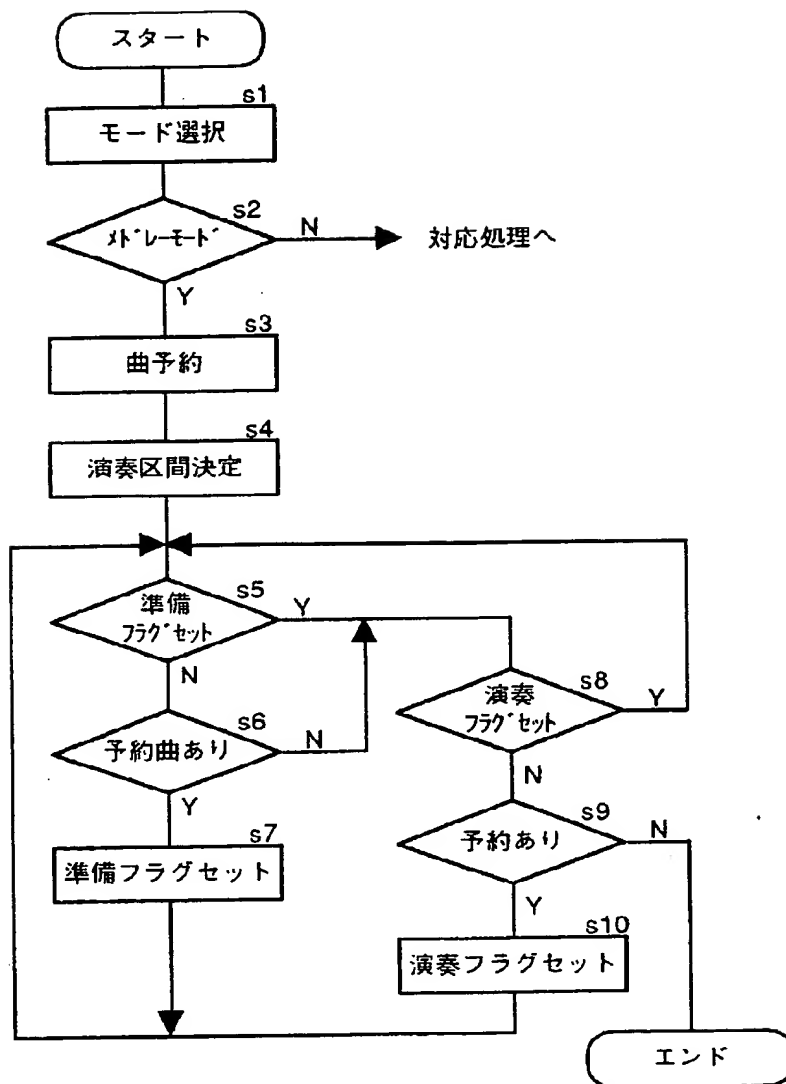 スタート
s1
モード選択
s2
メドレーモード
N
対応処理へ
Y
s3
曲予約
s4
演奏区間決定
s5
準備
フラグセット
Y
N
s6
予約曲あり
N
Y
s7
準備フラグセット
s8
演奏
フラグセット
Y
N
s9
予約あり
N
Y
s10
演奏フラグセット
エンド